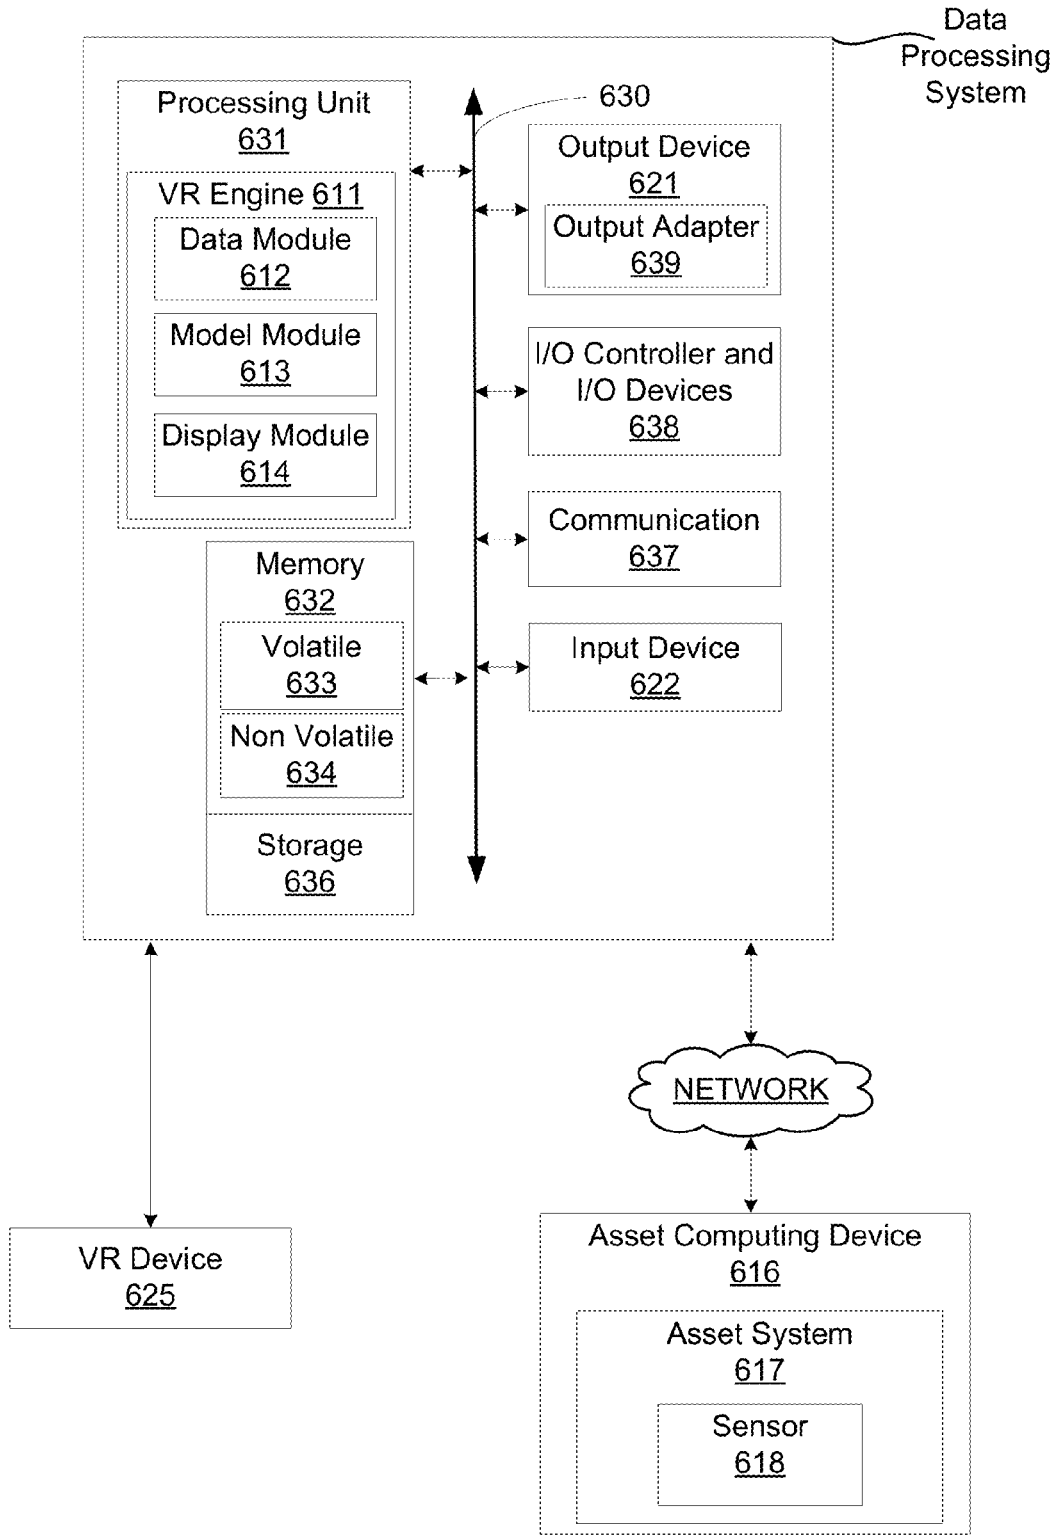 Data
Processing
System
Processing Unit
631
VR Engine 611
Data Module
612
Model Module
613
Display Module
614
Memory
632
Volatile
633
Non Volatile
634
Storage
636
630
Output Device
621
Output Adapter
639
I/O Controller and
I/O Devices
638
Communication
637
Input Device
622
NETWORK
VR Device
625
Asset Computing Device
616
Asset System
617
Sensor
618